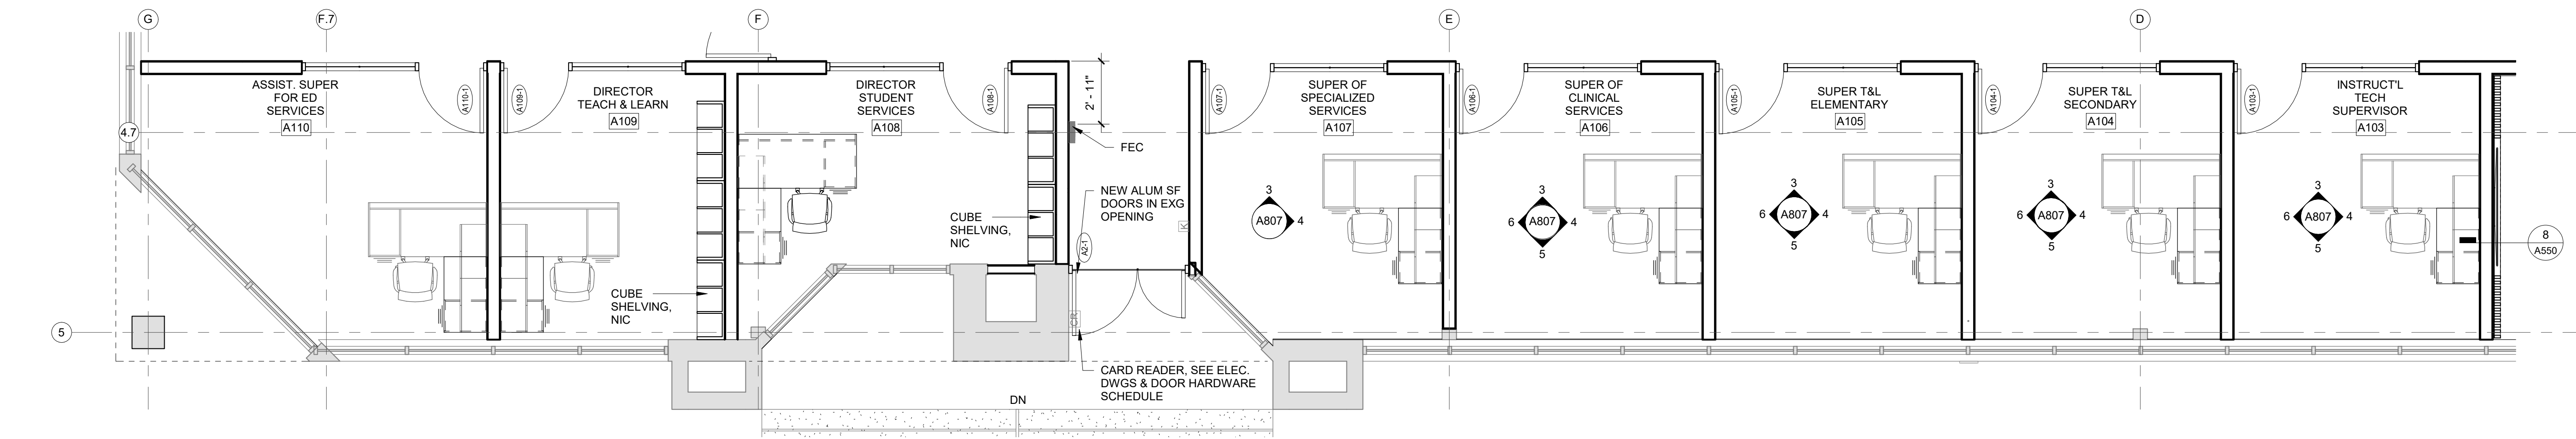 G
F.7
F
E
D
4.7
5
ASSIST. SUPER
FOR ED
SERVICES
A110
A110-1
A109-1
DIRECTOR
TEACH & LEARN
A109
CUBE
SHELVING,
NIC
DIRECTOR
STUDENT
SERVICES
A108
A108-1
CUBE
SHELVING,
NIC
2' - 11"
FEC
NEW ALUM SF
DOORS IN EXG
OPENING
A2-1
K
CR
CARD READER, SEE ELEC.
DWGS & DOOR HARDWARE
SCHEDULE
DN
A107-1
SUPER OF
SPECIALIZED
SERVICES
A107
3
A807
4
A106-1
SUPER OF
CLINICAL
SERVICES
A106
3
6
A807
4
5
A105-1
SUPER T&L
ELEMENTARY
A105
3
6
A807
4
5
A104-1
SUPER T&L
SECONDARY
A104
3
6
A807
4
5
A103-1
INSTRUCT'L
TECH
SUPERVISOR
A103
3
6
A807
4
5
8
A550